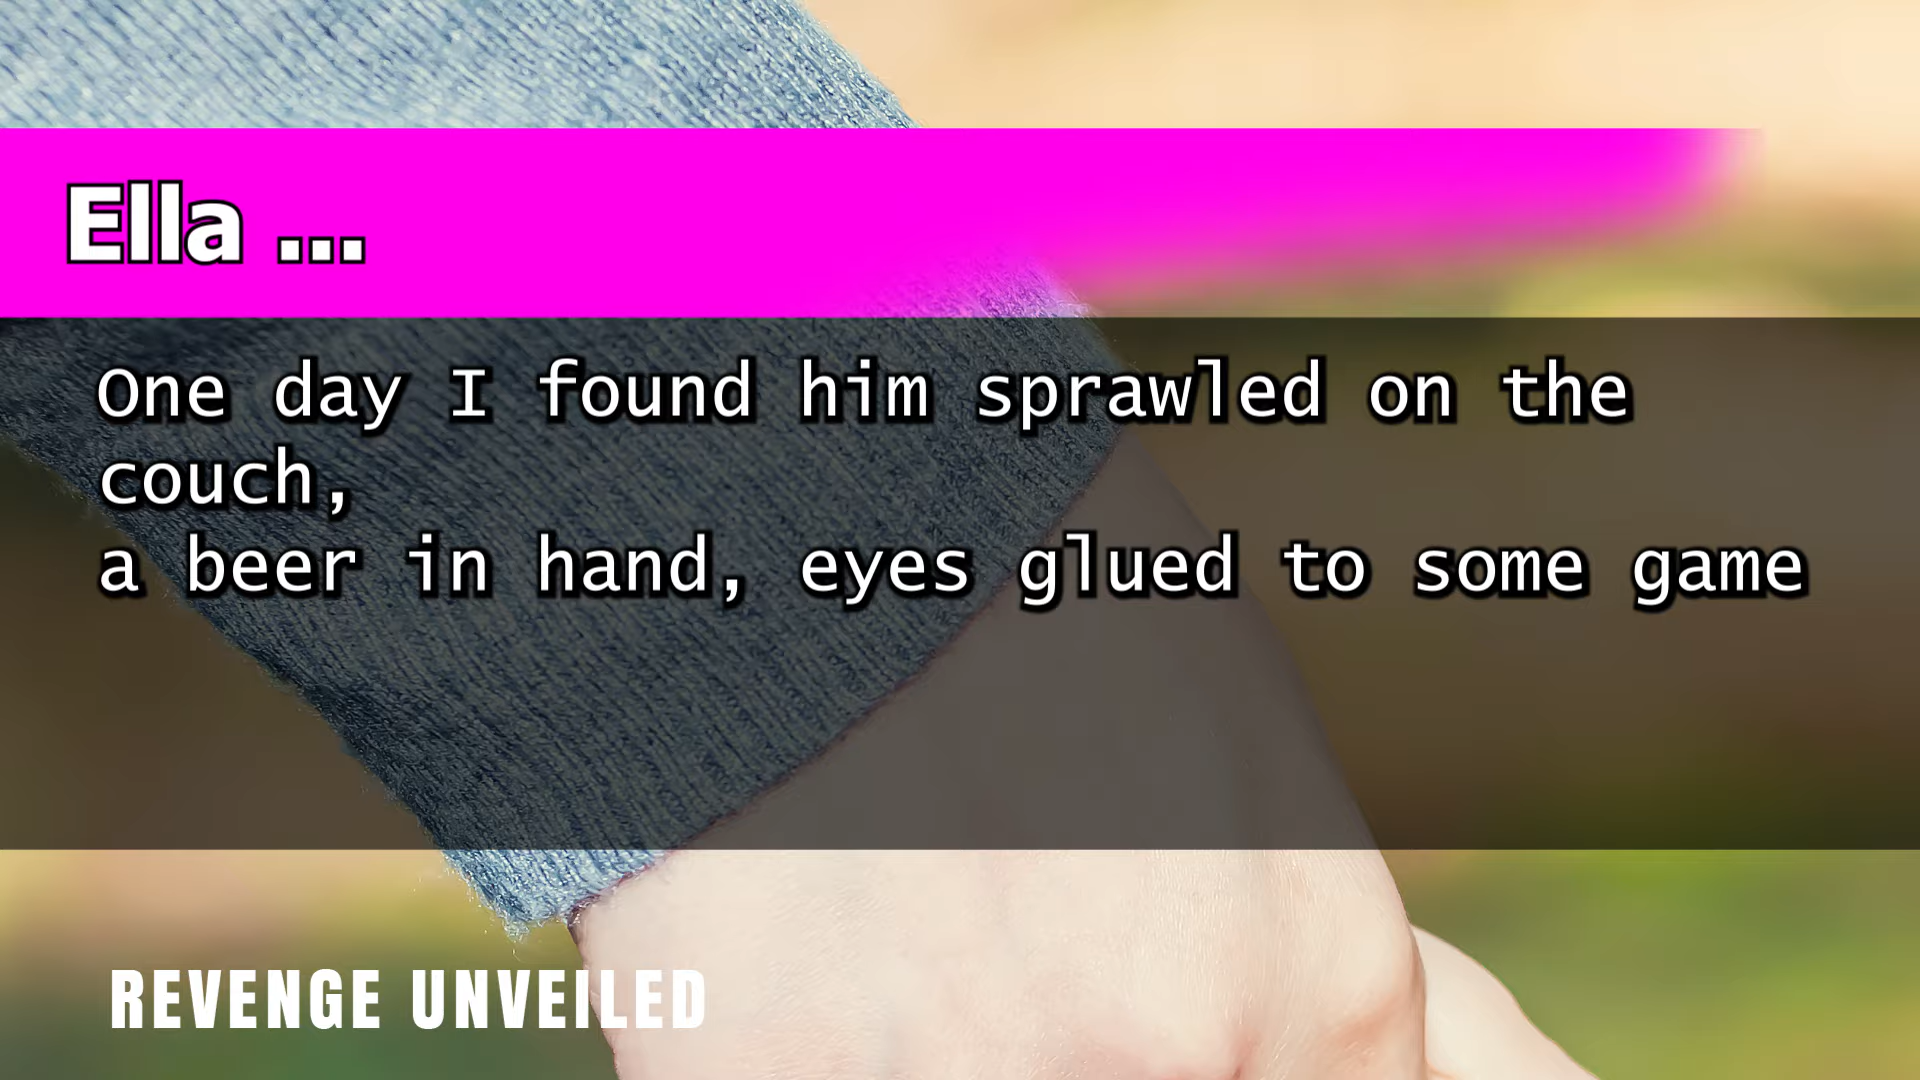 Ella ...
One day I found him sprawled on the
couch,
a beer in hand, eyes glued to some game
REVENGE UNVEILED